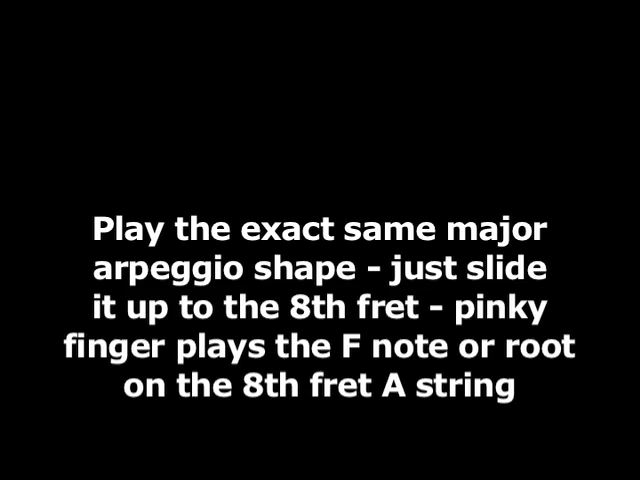 Play the exact same major
arpeggio shape - just slide
it up to the 8th fret - pinky
finger plays the F note or root
on the 8th fret A string